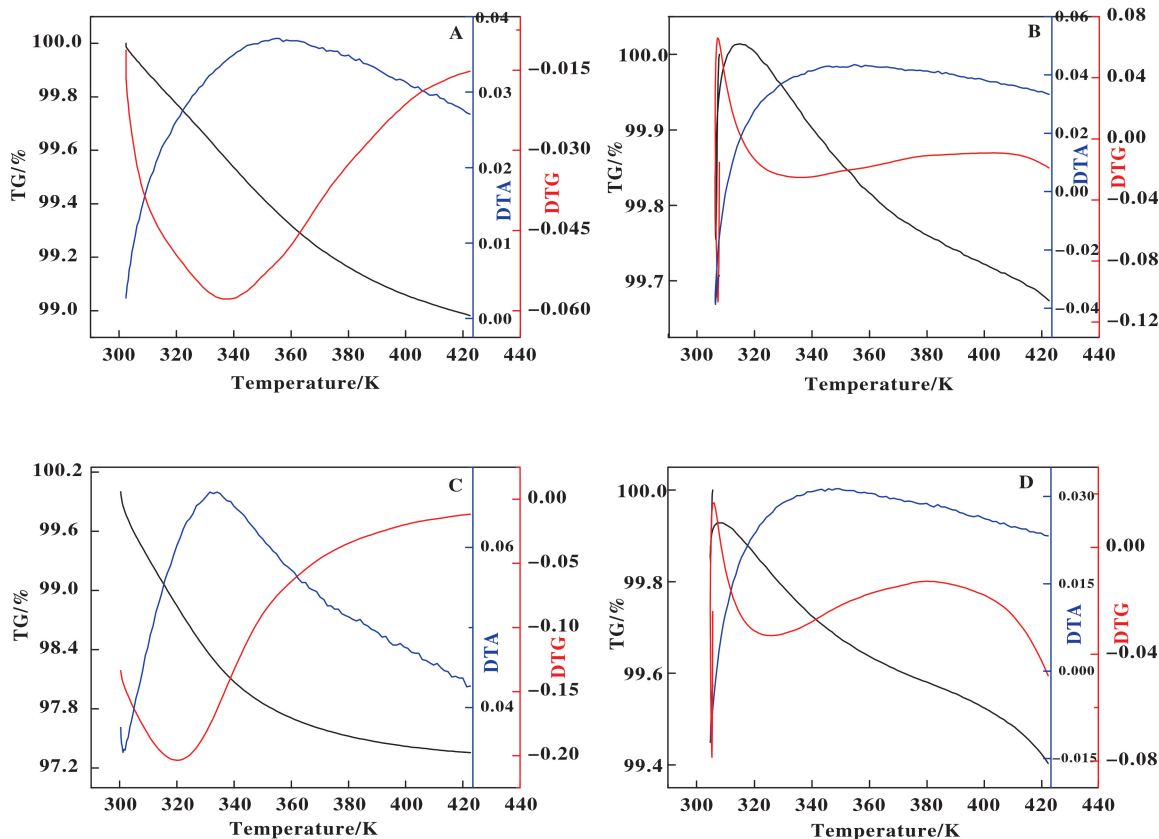 A
100.0
99.8
99.6
99.4
99.2
99.0
TG/%
0.04
0.03
0.02
0.01
0.00
DTA
−0.015
−0.030
−0.045
−0.060
DTG
300 320 340 360 380 400 420 440
Temperature/K
B
100.0
99.9
99.8
99.7
TG/%
0.06
0.04
0.02
0.00
−0.02
−0.04
DTA
0.08
0.04
0.00
−0.04
−0.08
−0.12
DTG
300 320 340 360 380 400 420 440
Temperature/K
C
100.2
99.6
99.0
98.4
97.8
97.2
TG/%
0.06
0.04
DTA
0.00
−0.05
−0.10
−0.15
−0.20
DTG
300 320 340 360 380 400 420 440
Temperature/K
D
100.0
99.8
99.6
99.4
TG/%
0.030
0.015
0.000
−0.015
DTA
0.00
−0.04
−0.08
DTG
300 320 340 360 380 400 420 440
Temperature/K